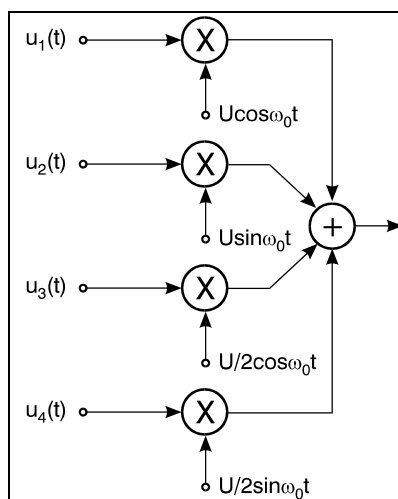 u₁(t) X
Ucosω₀t
u₂(t) X
+
Usinω₀t
u₃(t) X
U/2cosω₀t
u₄(t) X
U/2sinω₀t